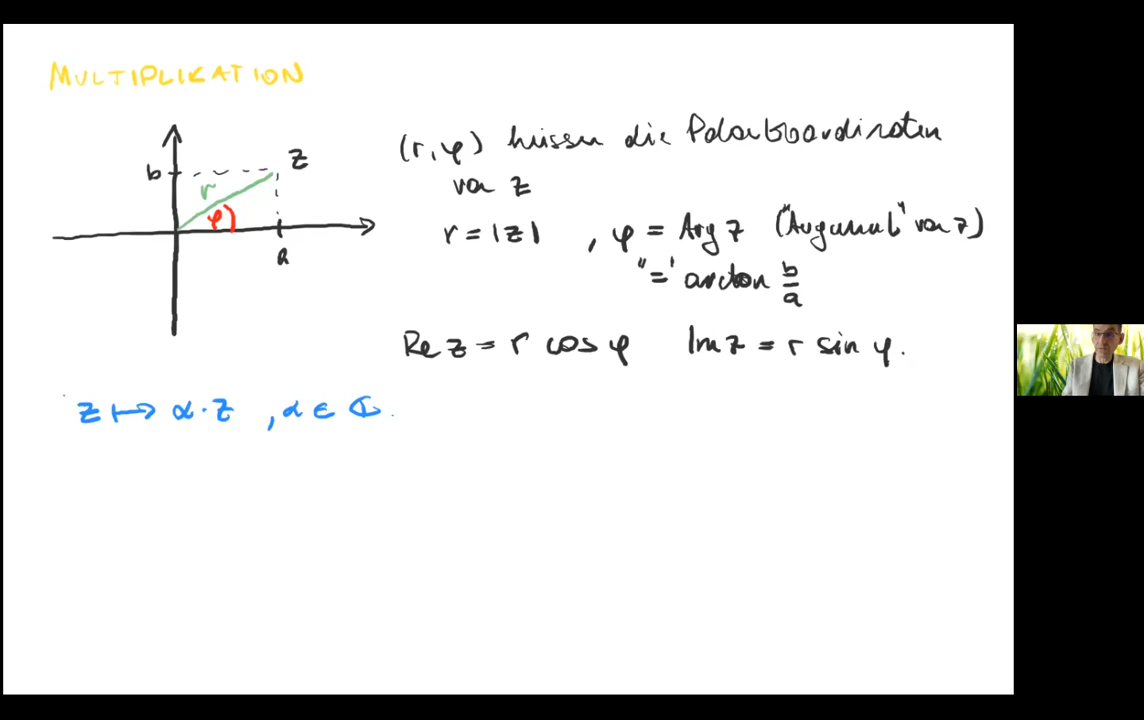 MULTIPLIKATION
b
r
φ
z
a
(r,φ) heissen die Polarkoordinaten
von z
r = |z| , φ = Arg z ("Argument" von z)
"=" arctan b/a
Re z = r cos φ Im z = r sin φ.
z ↦ α·z , α ∈ ℂ.